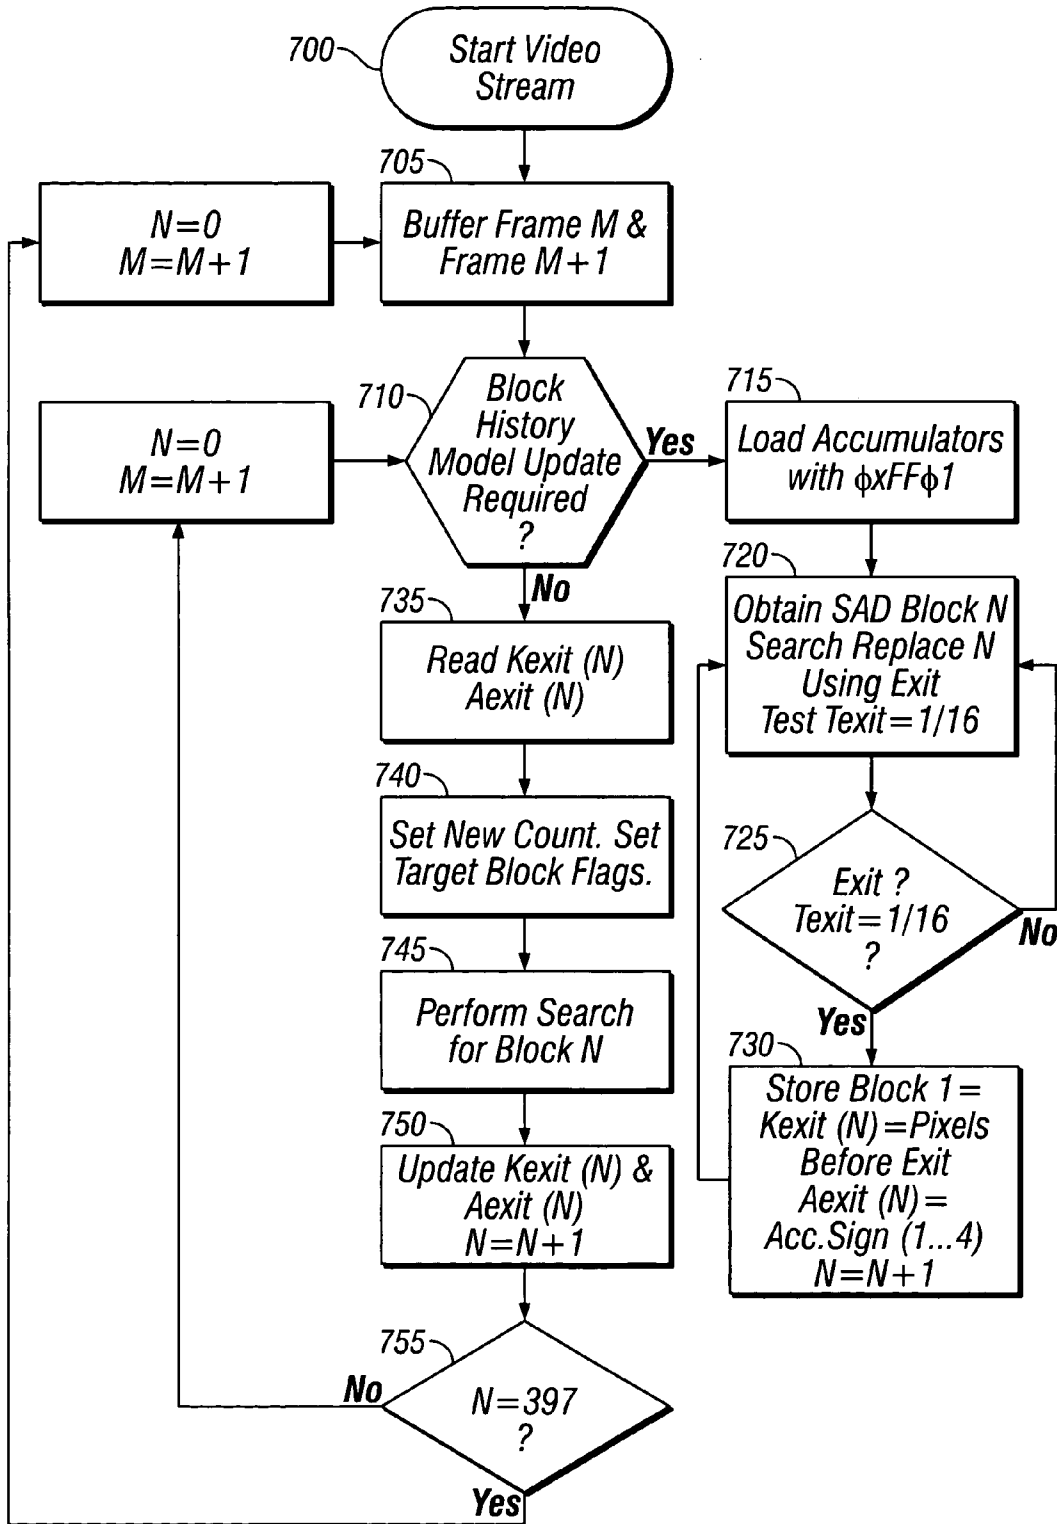 700
Start Video
Stream
705
N=0
M=M+1
Buffer Frame M &
Frame M+1
710
Block
History
Model Update
Required
?
Yes
No
N=0
M=M+1
715
Load Accumulators
with ϕxFFϕ1
720
Obtain SAD Block N
Search Replace N
Using Exit
Test Texit=1/16
725
Exit ?
Texit=1/16
?
No
Yes
730
Store Block 1=
Kexit (N)=Pixels
Before Exit
Aexit (N)=
Acc.Sign (1...4)
N=N+1
735
Read Kexit (N)
Aexit (N)
740
Set New Count. Set
Target Block Flags.
745
Perform Search
for Block N
750
Update Kexit (N) &
Aexit (N)
N=N+1
755
N=397
?
No
Yes